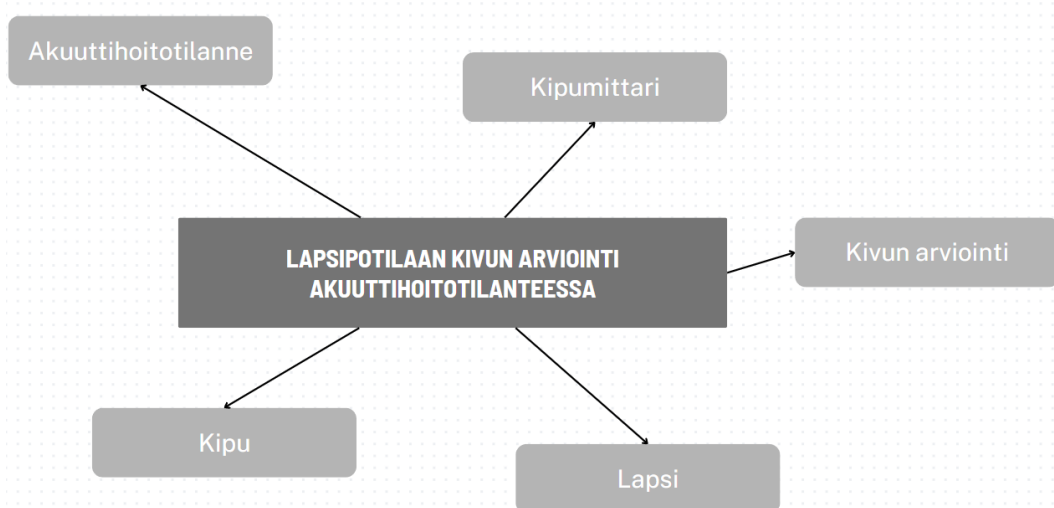 Akuuttihoitotilanne
Kipumittari
LAPSIPOTILAAN KIVUN ARVIOINTI
AKUUTTIHOITOTILANTEESSA
Kivun arviointi
Kipu
Lapsi